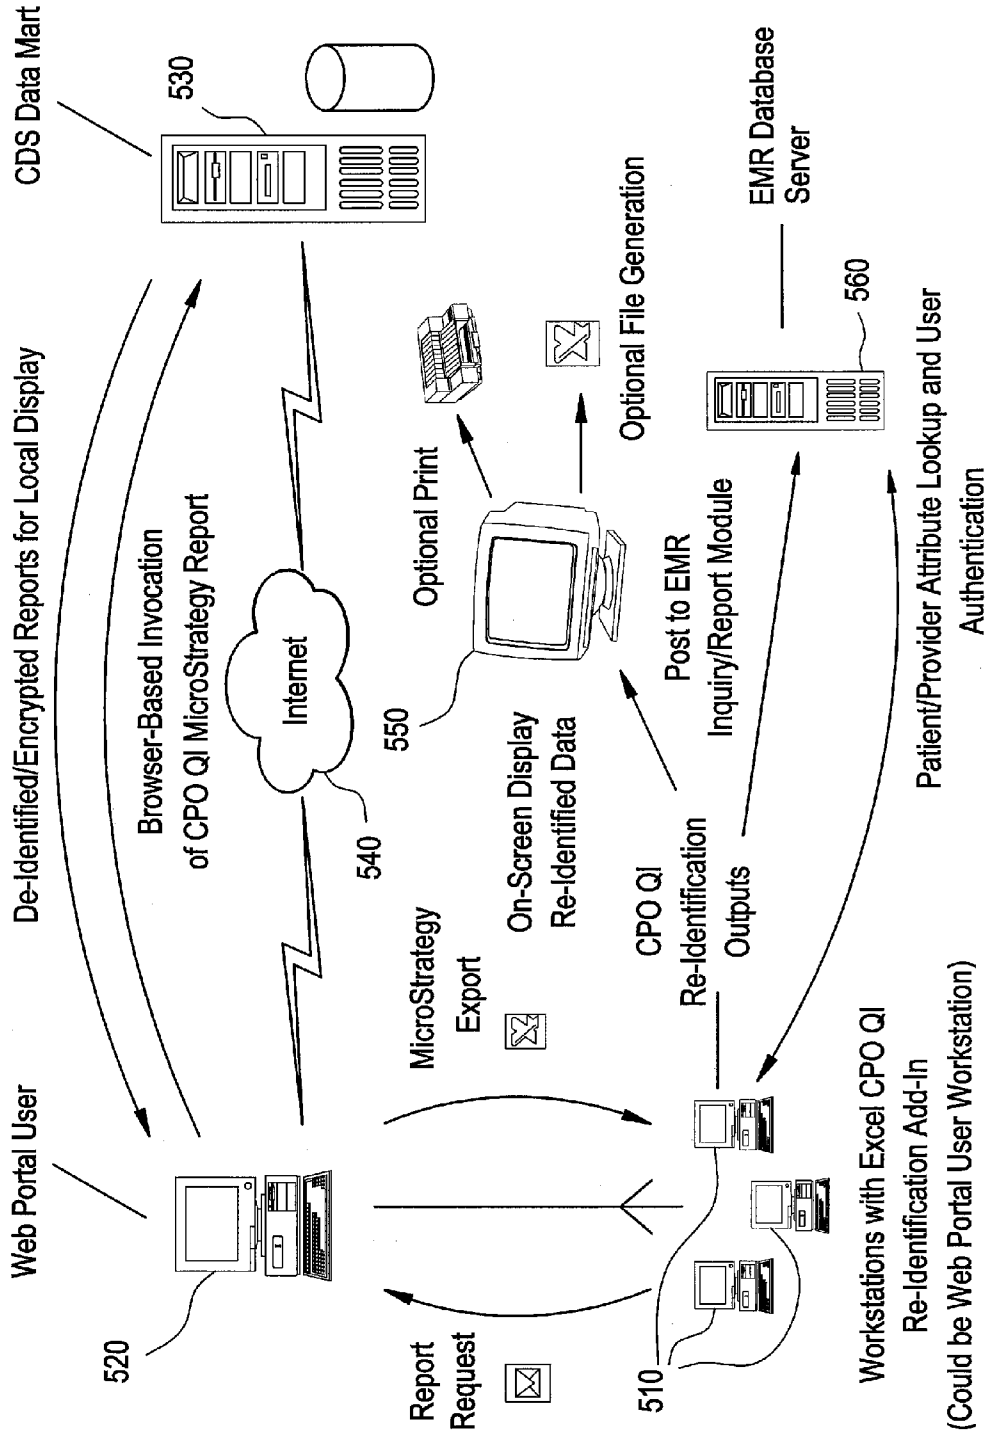 Web Portal User
520
De-Identified/Encrypted Reports for Local Display
Browser-Based Invocation
of CPO QI MicroStrategy Report
CDS Data Mart
530
Internet
540
Report
Request
MicroStrategy
Export
510
Workstations with Excel CPO QI
Re-Identification Add-In
(Could be Web Portal User Workstation)
On-Screen Display
Re-Identified Data
550
Optional Print
Optional File Generation
CPO QI
Re-Identification
Outputs
Post to EMR
Inquiry/Report Module
EMR Database
Server
560
Patient/Provider Attribute Lookup and User
Authentication